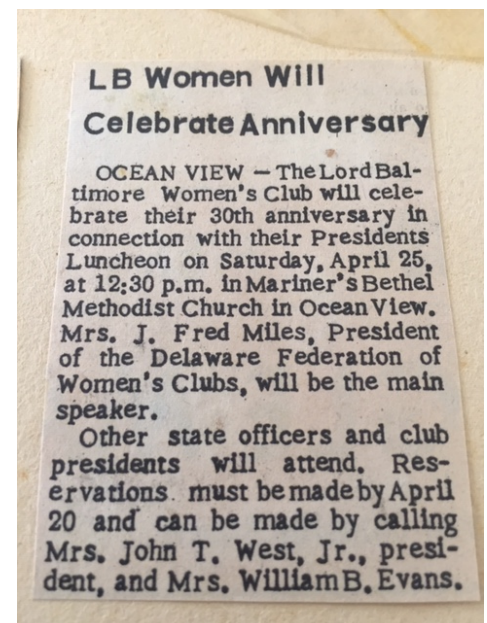 LB Women Will
Celebrate Anniversary
OCEAN VIEW — The Lord Bal-
timore Women's Club will cele-
brate their 30th anniversary in
connection with their Presidents
Luncheon on Saturday, April 25,
at 12:30 p.m. in Mariner's Bethel
Methodist Church in Ocean View.
Mrs. J. Fred Miles, President
of the Delaware Federation of
Women's Clubs, will be the main
speaker.
Other state officers and club
presidents will attend. Res-
ervations must be made by April
20 and can be made by calling
Mrs. John T. West, Jr., presi-
dent, and Mrs. William B. Evans.